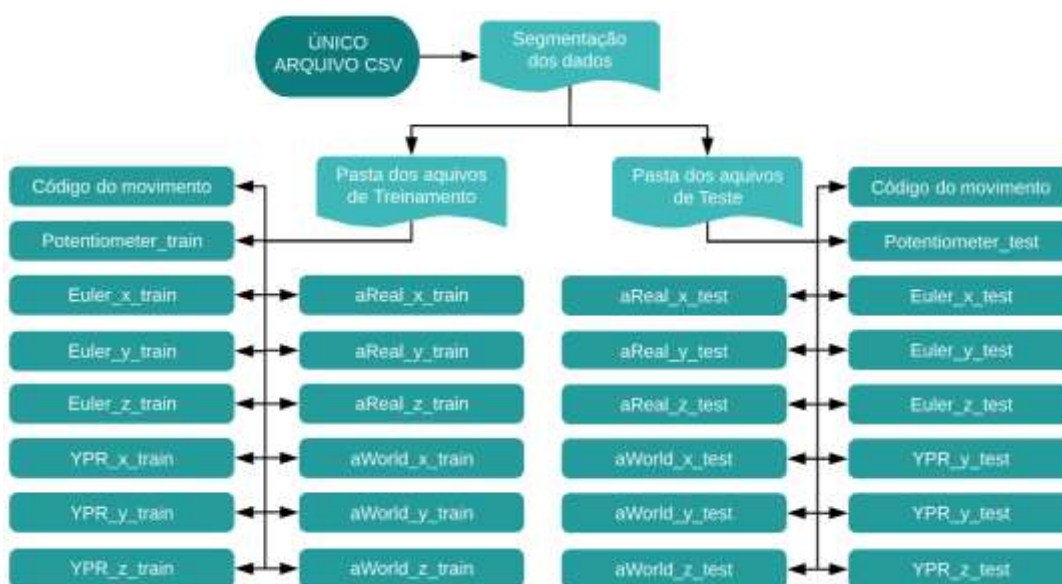 ÚNICO
ARQUIVO CSV
Segmentação
dos dados
Pasta dos aquivos
de Treinamento
Pasta dos aquivos
de Teste
Código do movimento
Potentiometer_train
Euler_x_train
Euler_y_train
Euler_z_train
YPR_x_train
YPR_y_train
YPR_z_train
aReal_x_train
aReal_y_train
aReal_z_train
aWorld_x_train
aWorld_y_train
aWorld_z_train
aReal_x_test
aReal_y_test
aReal_z_test
aWorld_x_test
aWorld_y_test
aWorld_z_test
Código do movimento
Potentiometer_test
Euler_x_test
Euler_y_test
Euler_z_test
YPR_y_test
YPR_y_test
YPR_z_test